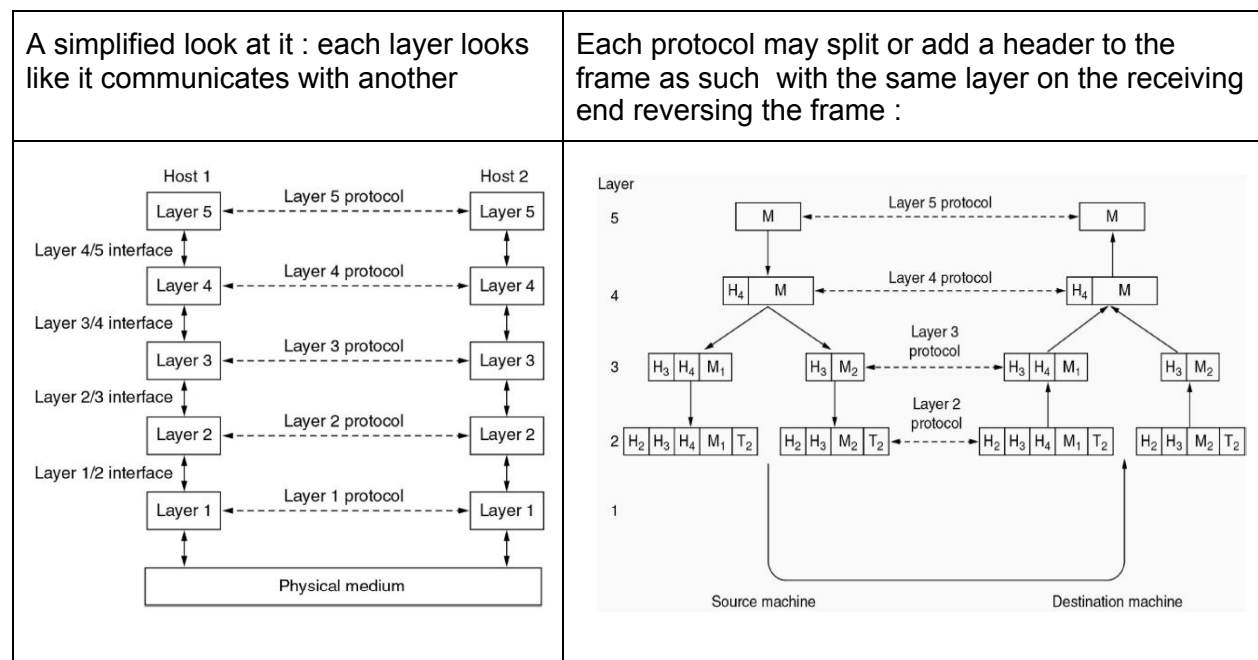 A simplified look at it : each layer looks
like it communicates with another
Each protocol may split or add a header to the
frame as such with the same layer on the receiving
end reversing the frame :
Host 1 Host 2
Layer 5 Layer 5 protocol Layer 5
Layer 4/5 interface
Layer 4 Layer 4 protocol Layer 4
Layer 3/4 interface
Layer 3 Layer 3 protocol Layer 3
Layer 2/3 interface
Layer 2 Layer 2 protocol Layer 2
Layer 1/2 interface
Layer 1 Layer 1 protocol Layer 1
Physical medium
Layer
5 M Layer 5 protocol M
4 H4 M Layer 4 protocol H4 M
Layer 3
protocol
3 H3 H4 M1 H3 M2 H3 H4 M1 H3 M2
Layer 2
protocol
2 H2 H3 H4 M1 T2 H2 H3 M2 T2 H2 H3 H4 M1 T2 H2 H3 M2 T2
1
Source machine Destination machine